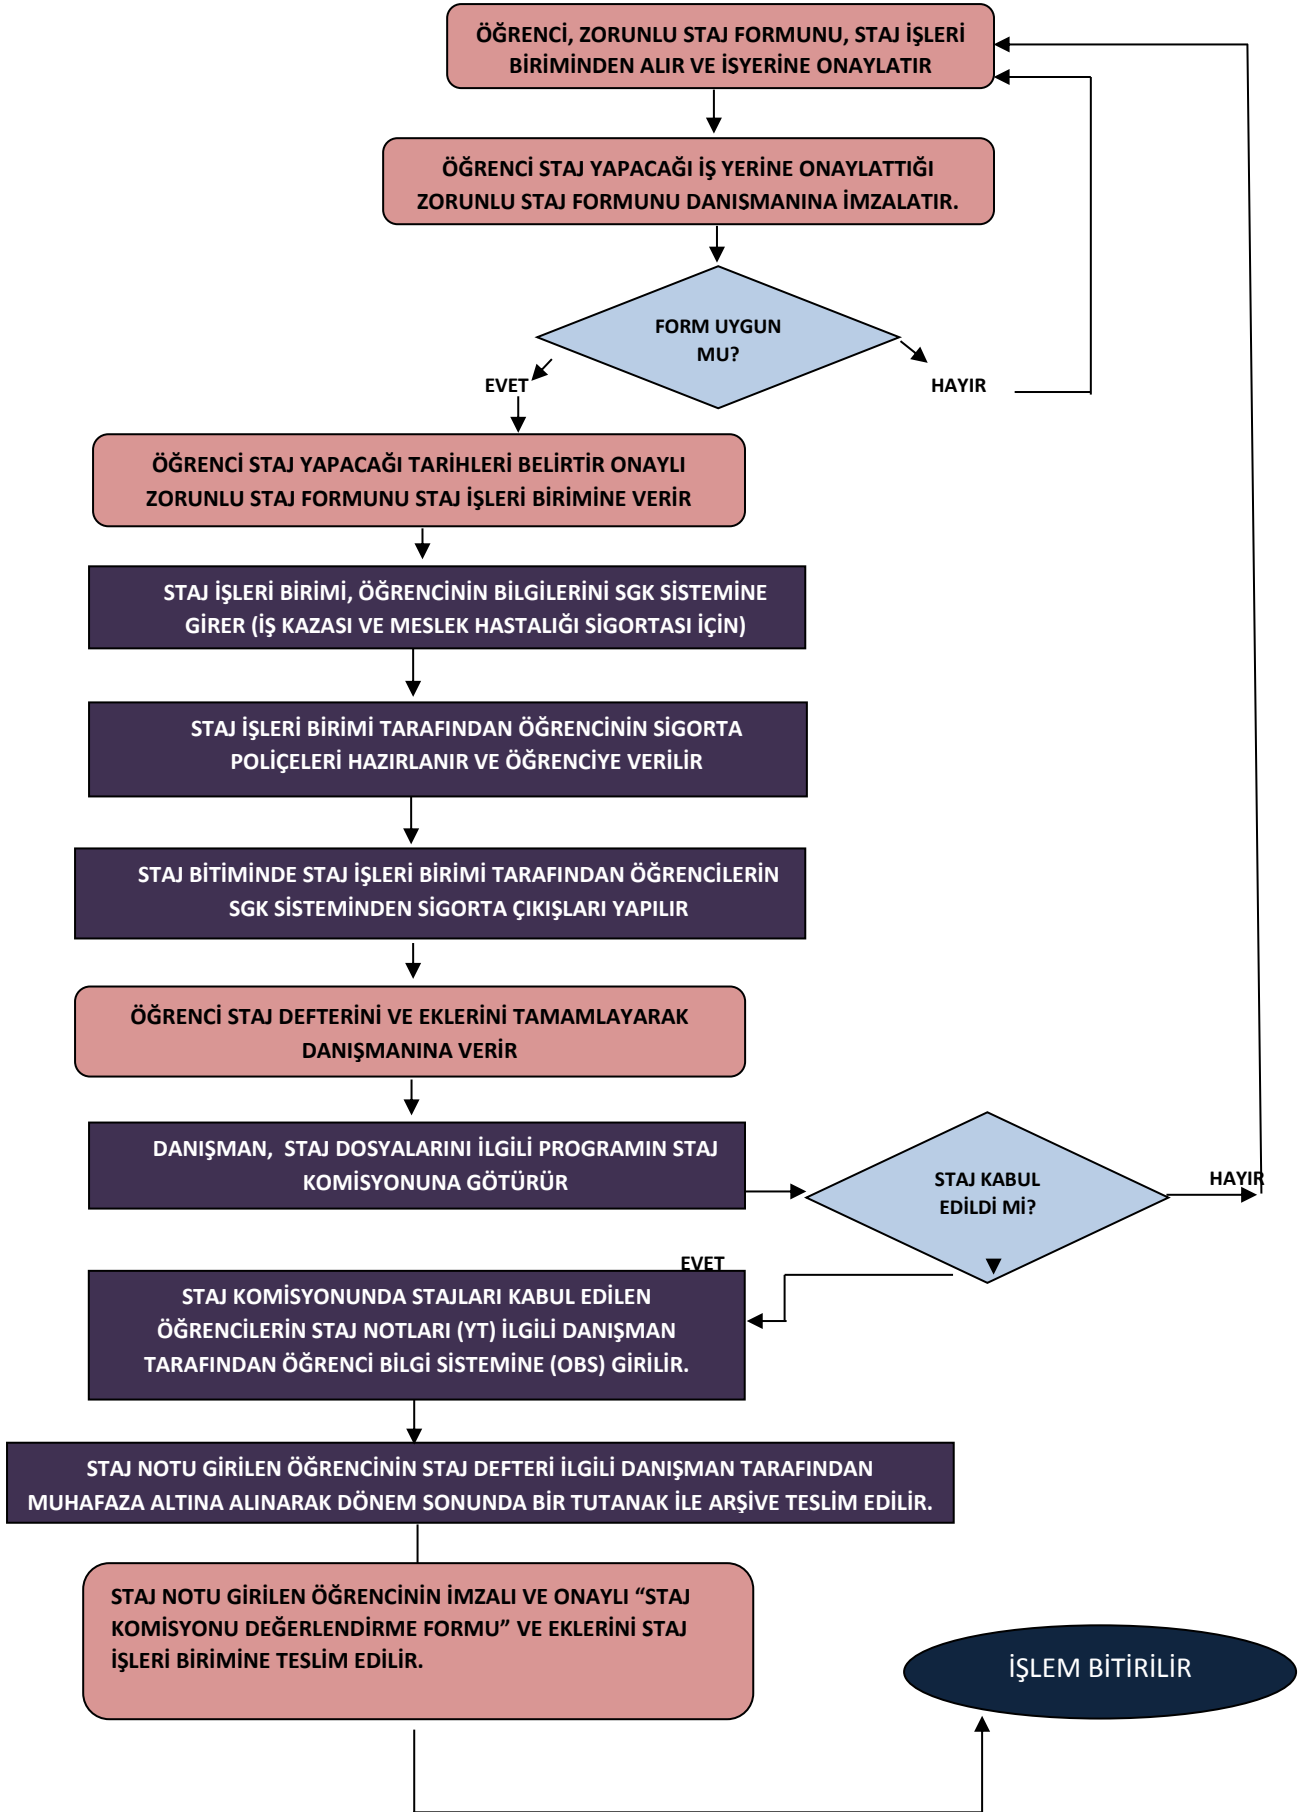 ÖĞRENCİ, ZORUNLU STAJ FORMUNU, STAJ İŞLERİ
BİRİMİNDEN ALIR VE İŞYERİNE ONAYLATIR
ÖĞRENCİ STAJ YAPACAĞI İŞ YERİNE ONAYLATTIĞI
ZORUNLU STAJ FORMUNU DANIŞMANINA İMZALATIR.
FORM UYGUN
MU?
EVET
HAYIR
ÖĞRENCİ STAJ YAPACAĞI TARİHLERİ BELİRTİR ONAYLI
ZORUNLU STAJ FORMUNU STAJ İŞLERİ BİRİMİNE VERİR
STAJ İŞLERİ BİRİMİ, ÖĞRENCİNİN BİLGİLERİNİ SGK SİSTEMİNE
GİRER (İŞ KAZASI VE MESLEK HASTALIĞI SİGORTASI İÇİN)
STAJ İŞLERİ BİRİMİ TARAFINDAN ÖĞRENCİNİN SİGORTA
POLİÇELERİ HAZIRLANIR VE ÖĞRENCİYE VERİLİR
STAJ BİTİMİNDE STAJ İŞLERİ BİRİMİ TARAFINDAN ÖĞRENCİLERİN
SGK SİSTEMİNDEN SİGORTA ÇIKIŞLARI YAPILIR
ÖĞRENCİ STAJ DEFTERİNİ VE EKLERİNİ TAMAMLAYARAK
DANIŞMANINA VERİR
DANIŞMAN, STAJ DOSYALARINI İLGİLİ PROGRAMIN STAJ
KOMİSYONUNA GÖTÜRÜR
STAJ KABUL
EDİLDİ Mİ?
HAYIR
EVET
STAJ KOMİSYONUNDA STAJLARI KABUL EDİLEN
ÖĞRENCİLERİN STAJ NOTLARI (YT) İLGİLİ DANIŞMAN
TARAFINDAN ÖĞRENCİ BİLGİ SİSTEMİNE (OBS) GİRİLİR.
STAJ NOTU GİRİLEN ÖĞRENCİNİN STAJ DEFTERİ İLGİLİ DANIŞMAN TARAFINDAN
MUHAFAZA ALTINA ALINARAK DÖNEM SONUNDA BİR TUTANAK İLE ARŞİVE TESLİM EDİLİR.
STAJ NOTU GİRİLEN ÖĞRENCİNİN İMZALI VE ONAYLI “STAJ
KOMİSYONU DEĞERLENDİRME FORMU” VE EKLERİNİ STAJ
İŞLERİ BİRİMİNE TESLİM EDİLİR.
İŞLEM BİTİRİLİR